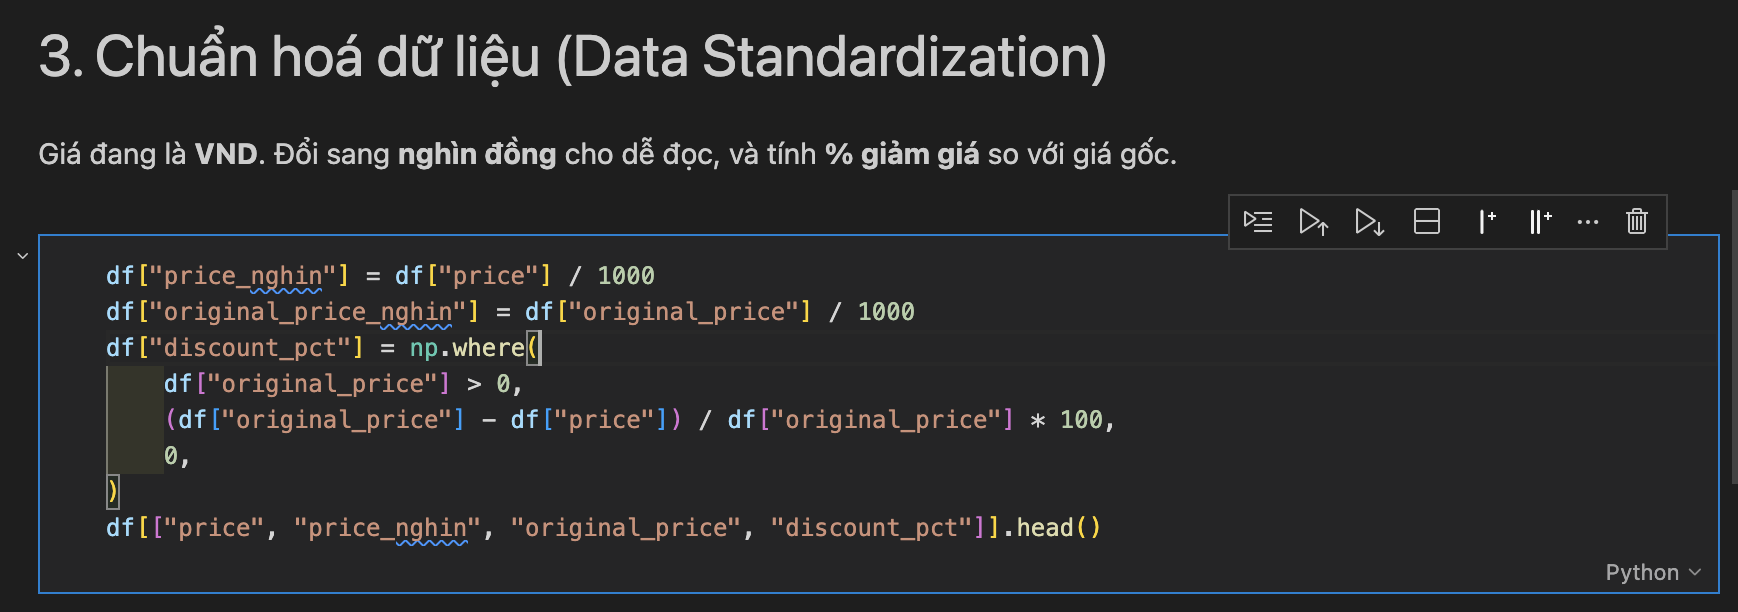 3. Chuẩn hoá dữ liệu (Data Standardization)
Giá đang là VND. Đổi sang nghìn đồng cho dễ đọc, và tính % giảm giá so với giá gốc.
df["price_nghin"] = df["price"] / 1000
df["original_price_nghin"] = df["original_price"] / 1000
df["discount_pct"] = np.where(
    df["original_price"] > 0,
    (df["original_price"] - df["price"]) / df["original_price"] * 100,
    0,
)
df[["price", "price_nghin", "original_price", "discount_pct"]].head()
Python